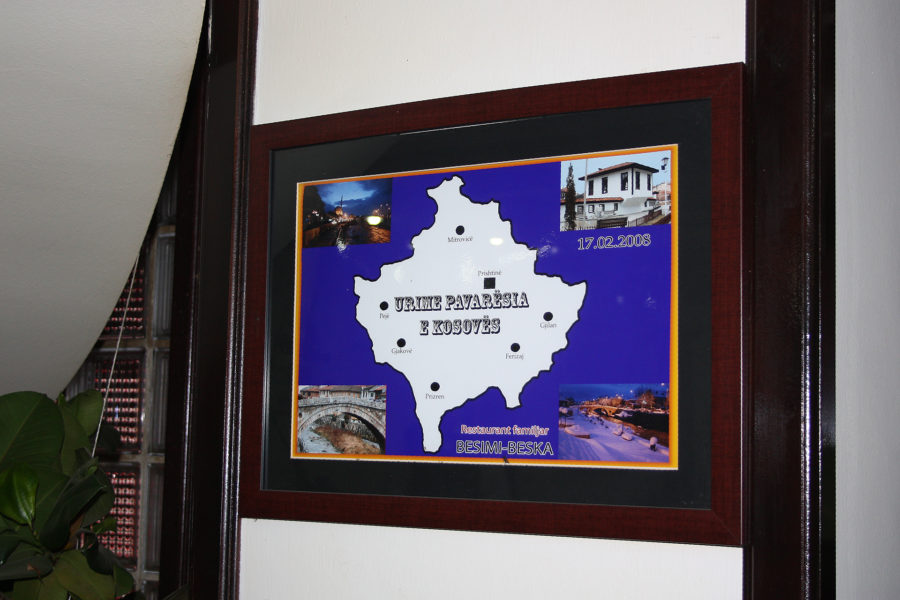 17.02.2008
Mitrovicë
Prishtinë
URIME PAVARËSIA
E KOSOVËS
Pejë
Gjilan
Gjakovë
Ferizaj
Prizren
Restaurant familjar
BESIMI-BESKA